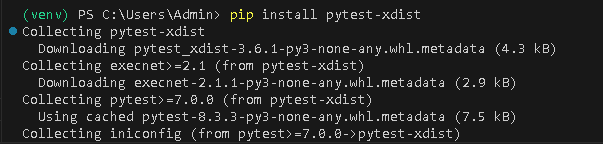 (venv) PS C:\Users\Admin> pip install pytest-xdist
Collecting pytest-xdist
Downloading pytest_xdist-3.6.1-py3-none-any.whl.metadata (4.3 kB)
Collecting execnet>=2.1 (from pytest-xdist)
Downloading execnet-2.1.1-py3-none-any.whl.metadata (2.9 kB)
Collecting pytest>=7.0.0 (from pytest-xdist)
Using cached pytest-8.3.3-py3-none-any.whl.metadata (7.5 kB)
Collecting iniconfig (from pytest>=7.0.0->pytest-xdist)